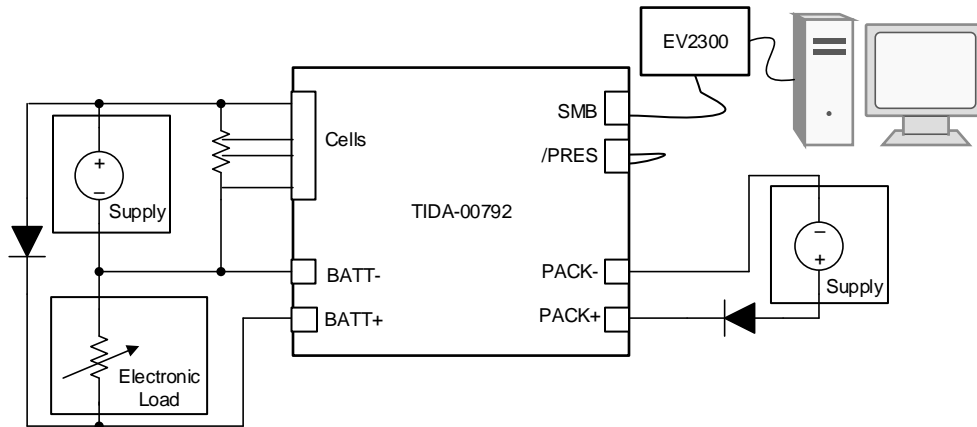 EV2300
SMB
Cells
/PRES
+
−
Supply
TIDA-00792
−
+
Supply
BATT-
PACK-
BATT+
PACK+
Electronic
Load